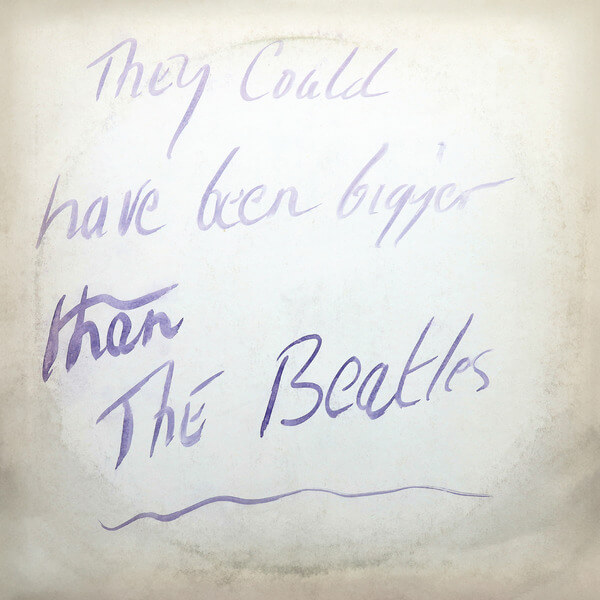 They Could
have been bigger
than
The Beatles